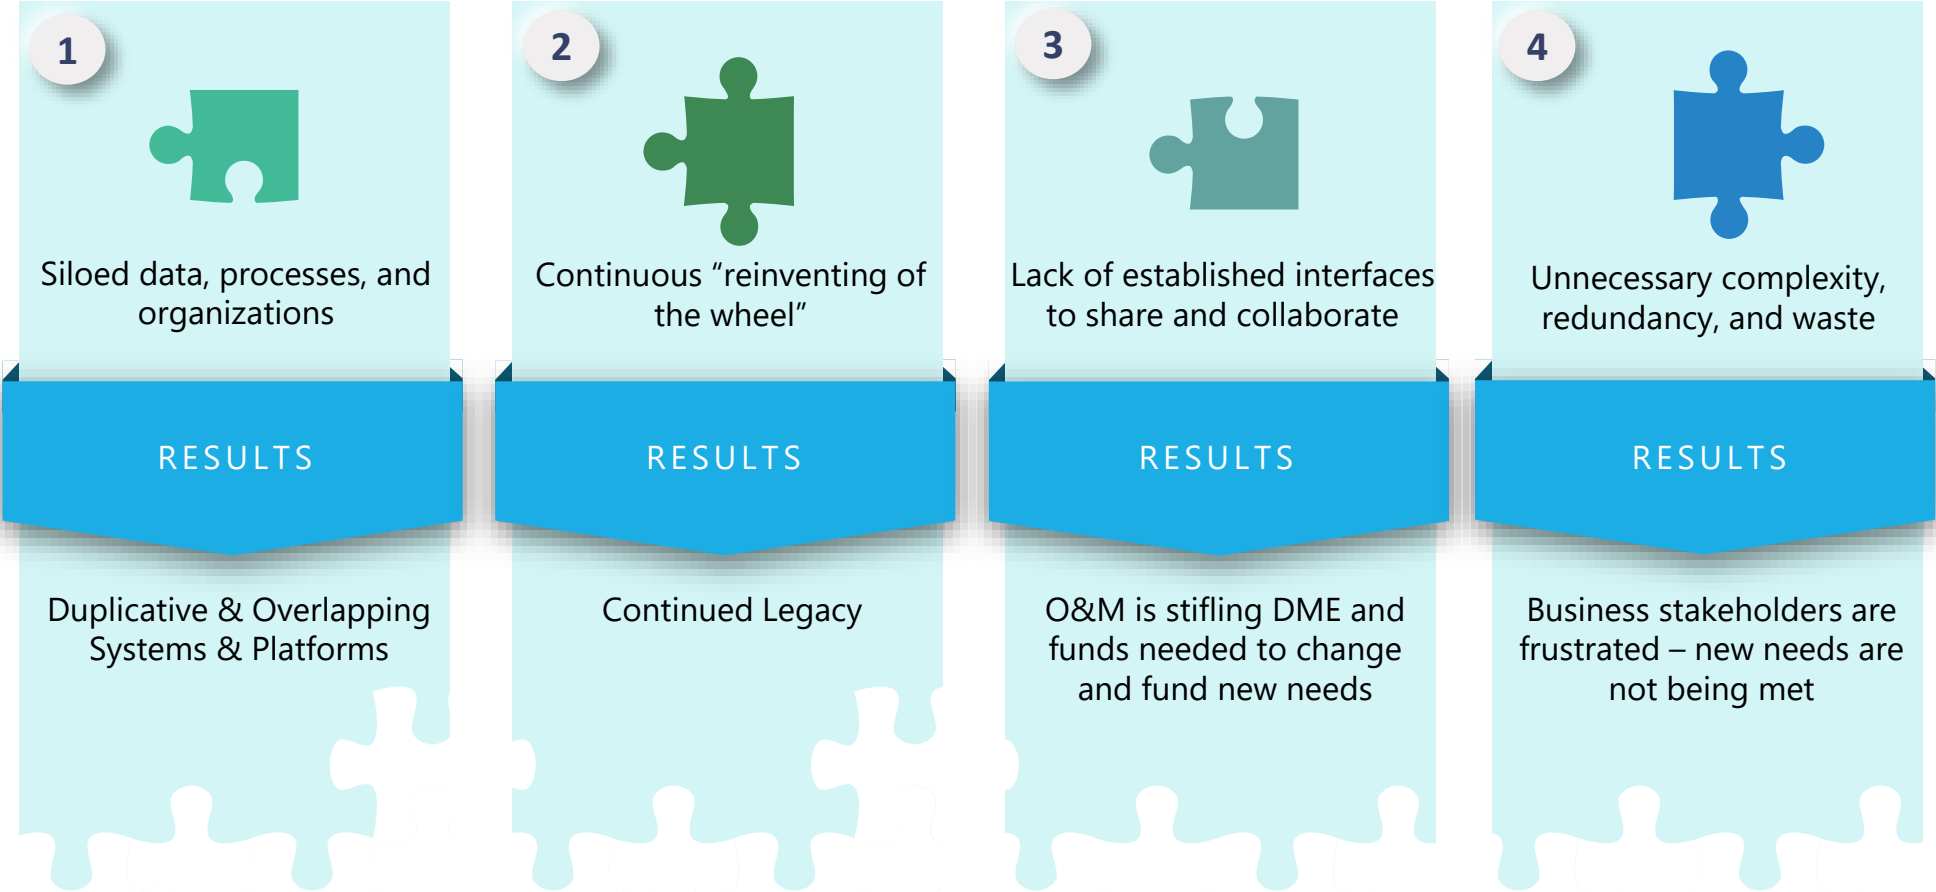 1
Siloed data, processes, and
organizations
RESULTS
Duplicative & Overlapping
Systems & Platforms
2
Continuous “reinventing of
the wheel”
RESULTS
Continued Legacy
3
Lack of established interfaces
to share and collaborate
RESULTS
O&M is stifling DME and
funds needed to change
and fund new needs
4
Unnecessary complexity,
redundancy, and waste
RESULTS
Business stakeholders are
frustrated – new needs are
not being met